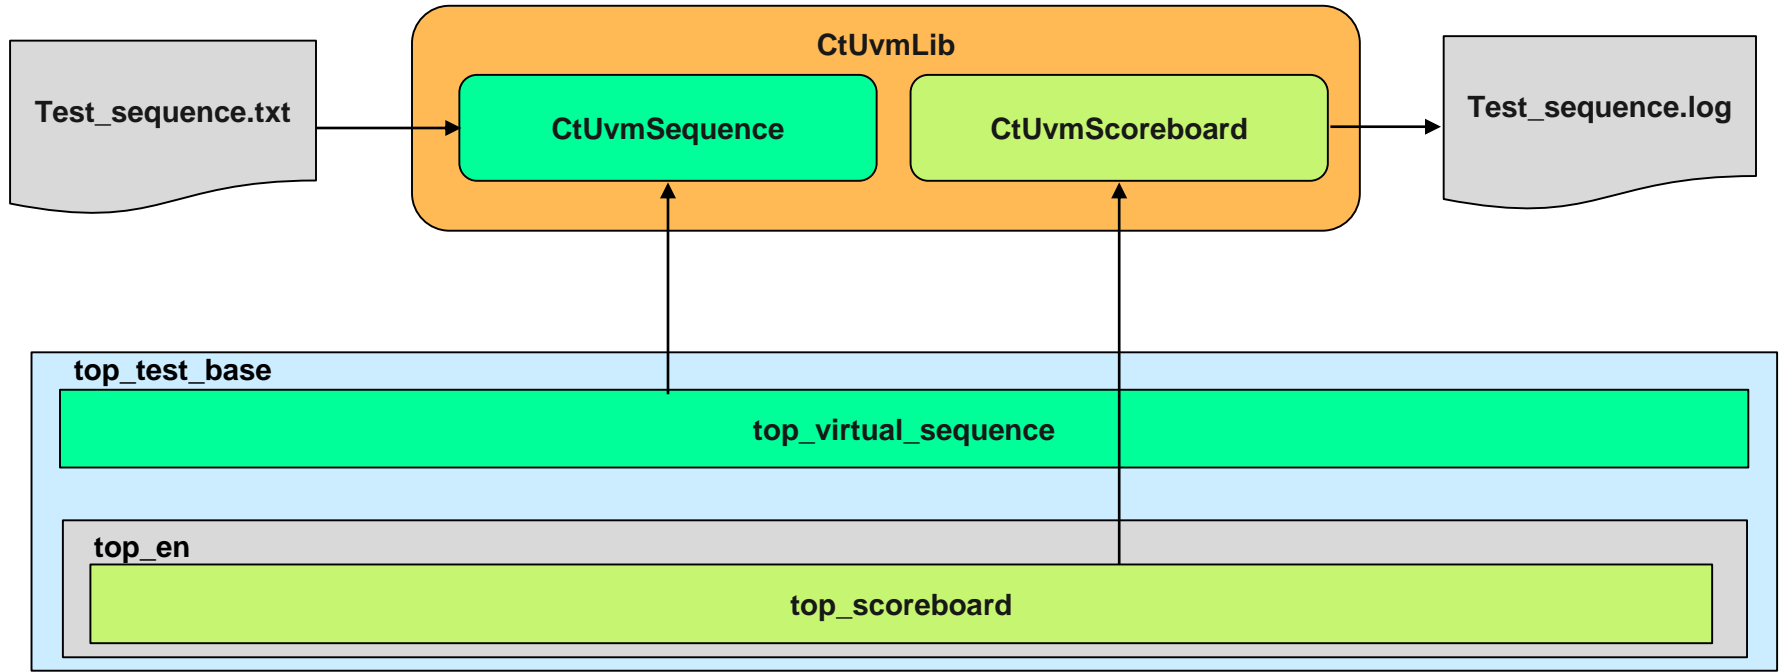 CtUvmLib
Test_sequence.txt
CtUvmSequence
CtUvmScoreboard
Test_sequence.log
top_test_base
top_virtual_sequence
top_en
top_scoreboard